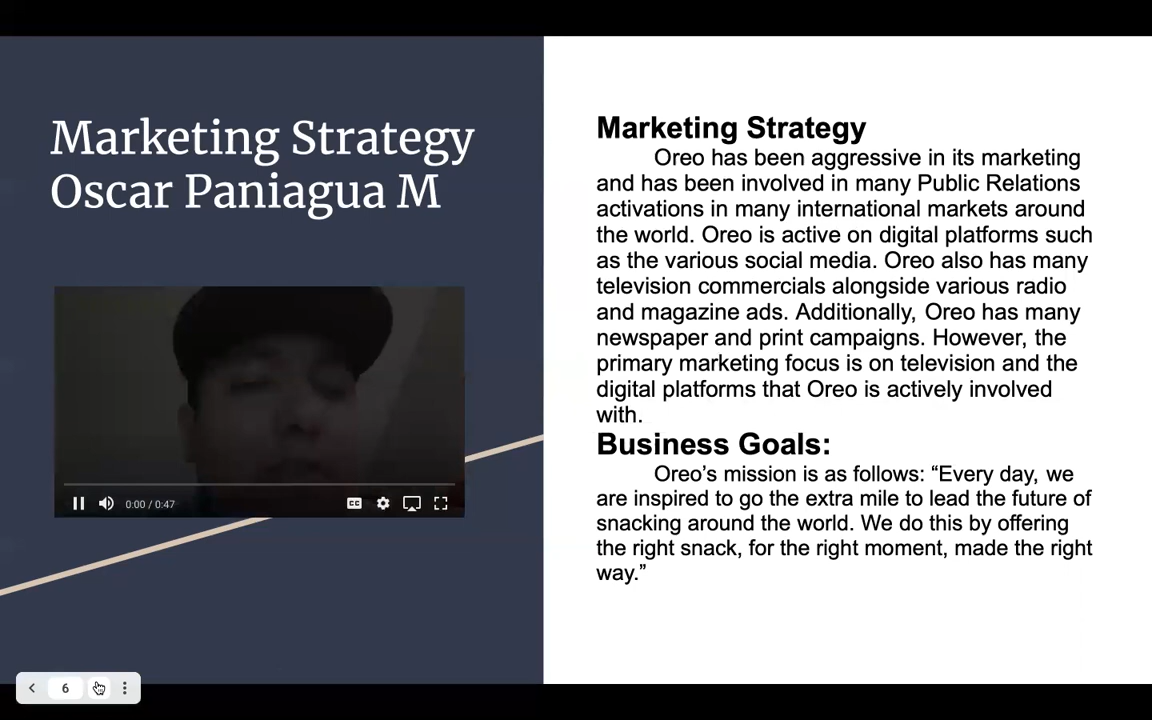 Marketing Strategy
Oscar Paniagua M
Marketing Strategy
Oreo has been aggressive in its marketing
and has been involved in many Public Relations
activations in many international markets around
the world. Oreo is active on digital platforms such
as the various social media. Oreo also has many
television commercials alongside various radio
and magazine ads. Additionally, Oreo has many
newspaper and print campaigns. However, the
primary marketing focus is on television and the
digital platforms that Oreo is actively involved
with.
Business Goals:
Oreo’s mission is as follows: “Every day, we
are inspired to go the extra mile to lead the future of
snacking around the world. We do this by offering
the right snack, for the right moment, made the right
way.”
0:00 / 0:47
CC
6